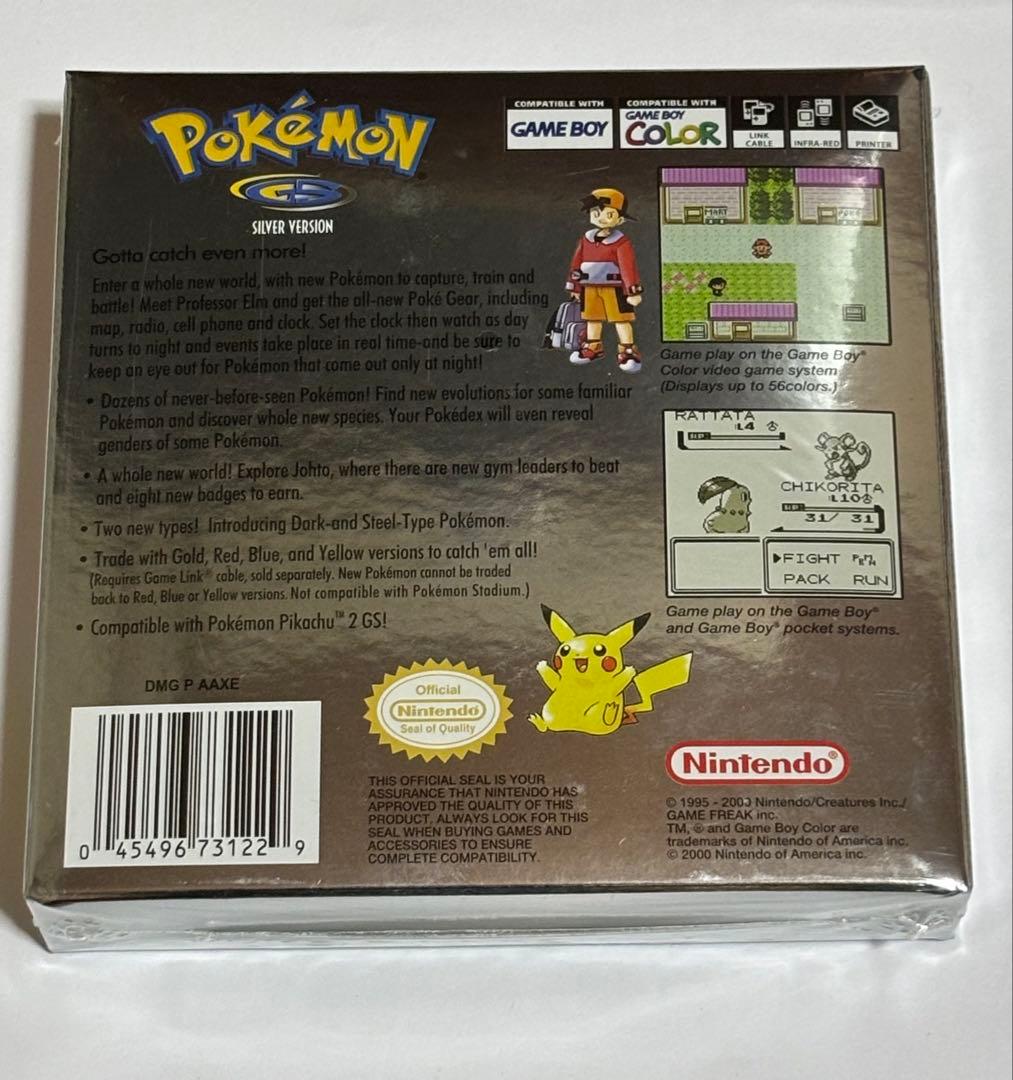 POKéMON
GS
SILVER VERSION
COMPATIBLE WITH
GAME BOY
COMPATIBLE WITH
GAME BOY
COLOR
LINK
CABLE
INFRA-RED
PRINTER
Gotta catch even more!
Enter a whole new world, with new Pokémon to capture, train and
battle! Meet Professor Elm and get the all-new Poké Gear, including
map, radio, cell phone and clock. Set the clock then watch as day
turns to night and events take place in real time-and be sure to
keep an eye out for Pokémon that come out only at night!
• Dozens of never-before-seen Pokémon! Find new evolutions for some familiar
Pokémon and discover whole new species. Your Pokédex will even reveal
genders of some Pokémon.
• A whole new world! Explore Johto, where there are new gym leaders to beat
and eight new badges to earn.
• Two new types! Introducing Dark-and Steel-Type Pokémon.
• Trade with Gold, Red, Blue, and Yellow versions to catch 'em all!
(Requires Game Link® cable, sold separately. New Pokémon cannot be traded
back to Red, Blue or Yellow versions. Not compatible with Pokémon Stadium.)
• Compatible with Pokémon Pikachu™ 2 GS!
MART
POKé
Game play on the Game Boy®
Color video game system
(Displays up to 56colors.)
RATTATA
:L4 ♂
CHIKORITA
:L10♂
31/ 31
▶FIGHT PKMN
PACK RUN
Game play on the Game Boy®
and Game Boy® pocket systems.
DMG P AAXE
0 45496 73122 9
Official
Nintendo
Seal of Quality
THIS OFFICIAL SEAL IS YOUR
ASSURANCE THAT NINTENDO HAS
APPROVED THE QUALITY OF THIS
PRODUCT. ALWAYS LOOK FOR THIS
SEAL WHEN BUYING GAMES AND
ACCESSORIES TO ENSURE
COMPLETE COMPATIBILITY.
Nintendo®
© 1995 - 2000 Nintendo/Creatures Inc./
GAME FREAK inc.
TM, ® and Game Boy Color are
trademarks of Nintendo of America inc.
© 2000 Nintendo of America inc.